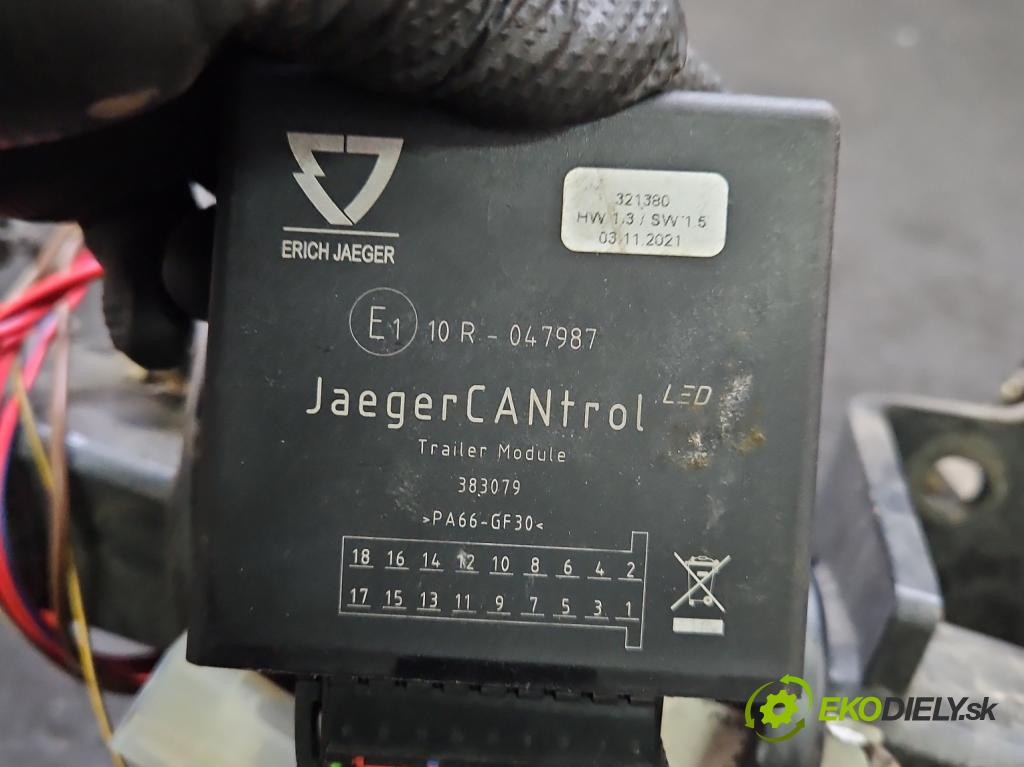 321380
HW 1.3 / SW 1.5
03.11.2021
ERICH JAEGER
E1 10 R - 047987
JaegerCANtrol LED
Trailer Module
383079
>PA66-GF30<
18 16 14 12 10 8 6 4 2
17 15 13 11 9 7 5 3 1
EKODIELY.sk